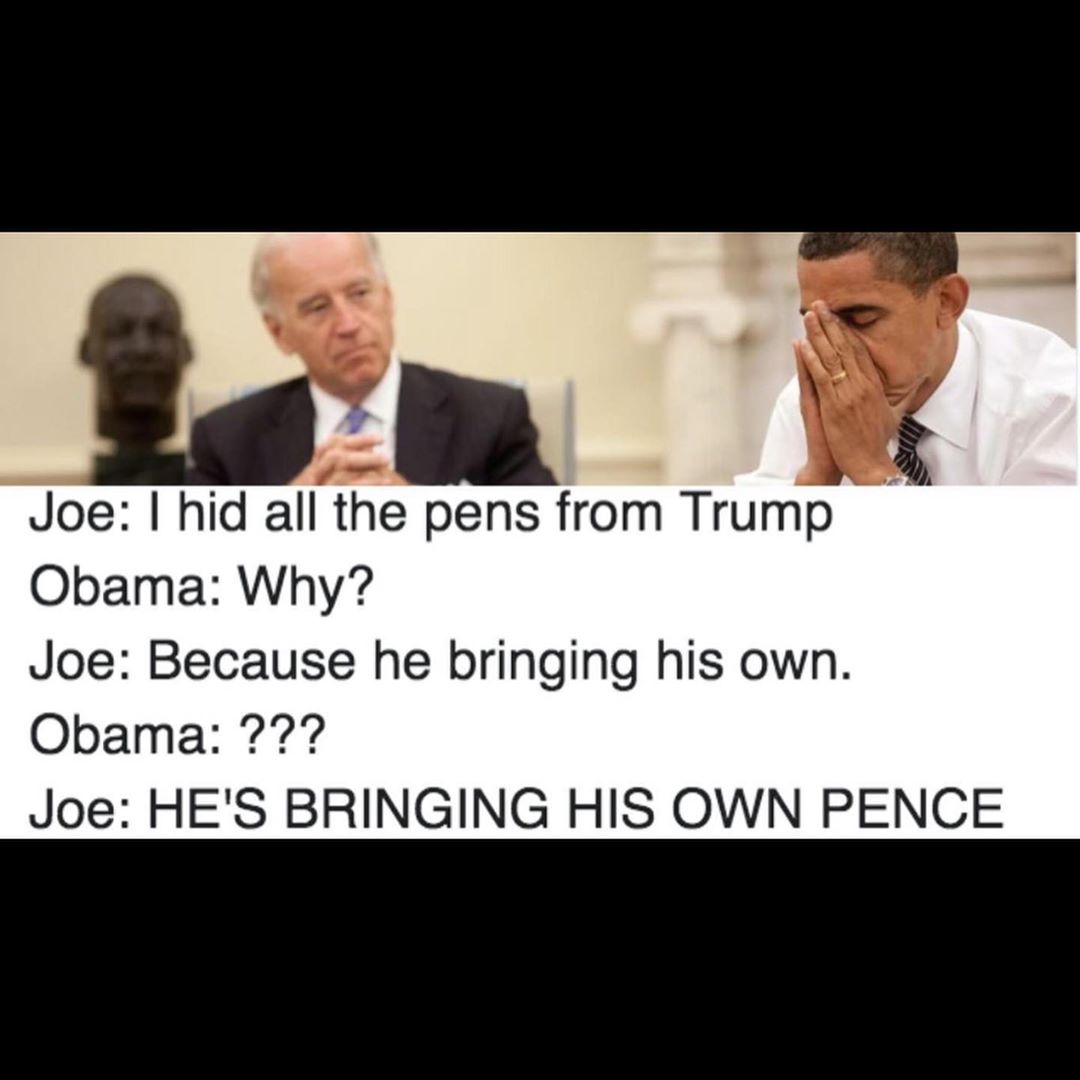 Joe: I hid all the pens from Trump
Obama: Why?
Joe: Because he bringing his own.
Obama: ???
Joe: HE'S BRINGING HIS OWN PENCE